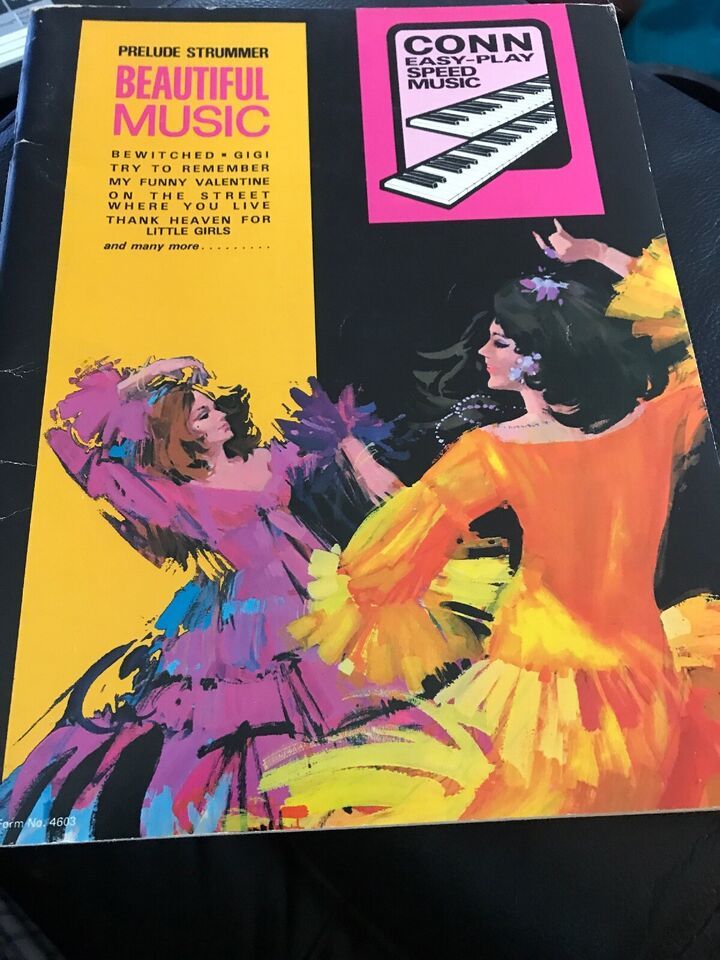 PRELUDE STRUMMER
BEAUTIFUL
MUSIC
BEWITCHED • GIGI
TRY TO REMEMBER
MY FUNNY VALENTINE
ON THE STREET
WHERE YOU LIVE
THANK HEAVEN FOR
LITTLE GIRLS
and many more.........
CONN
EASY-PLAY
SPEED
MUSIC
Form No. 4603